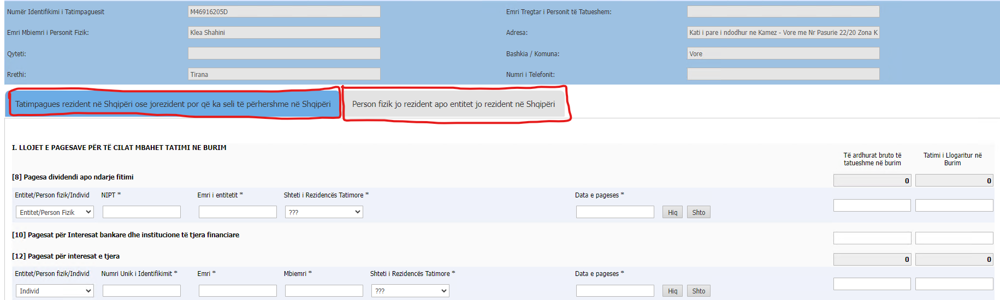 Numër Identifikimi i Tatimpaguesit M46916205D Emri Tregtar i Personit të Tatueshem:
Emri Mbiemri i Personit Fizik: Klea Shahini Adresa: Kati i pare i ndodhur ne Kamez - Vore me Nr Pasurie 22/20 Zona K
Qyteti: Bashkia / Komuna: Vore
Rrethi: Tirana Numri i Telefonit:
Tatimpagues rezident në Shqipëri ose jorezident por që ka seli të përhershme në Shqipëri Person fizik jo rezident apo entitet jo rezident në Shqipëri
I. LLOJET E PAGESAVE PËR TË CILAT MBAHET TATIMI NE BURIM
Të ardhurat bruto të tatueshme në burim
Tatimi i Llogaritur në Burim
[8] Pagesa dividendi apo ndarje fitimi 0 0
Entitet/Person fizik/Individ NIPT * Emri i entitetit * Shteti i Rezidencës Tatimore * Data e pageses *
Entitet/Person Fizik ??? Hiq Shto
[10] Pagesat për Interesat bankare dhe institucione të tjera financiare
[12] Pagesat për interesat e tjera 0 0
Entitet/Person fizik/Individ Numri Unik i Identifikimit * Emri * Mbiemri * Shteti i Rezidencës Tatimore * Data e pageses *
Individ ??? Hiq Shto